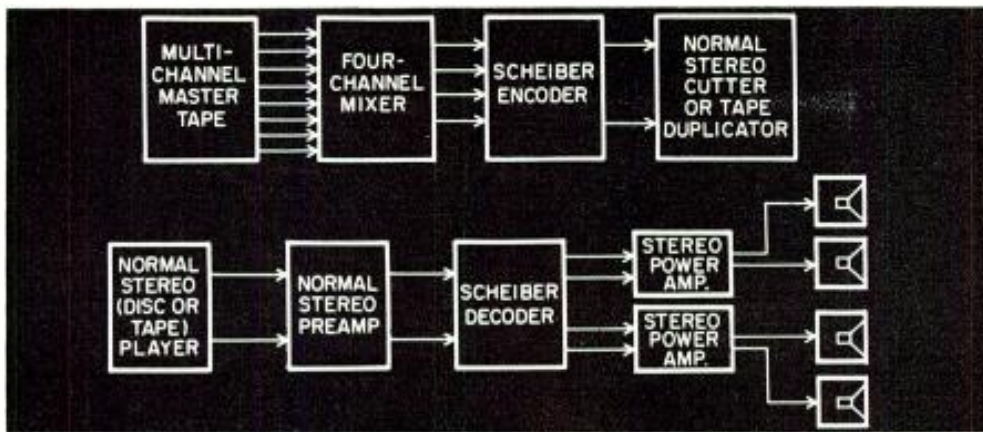 MULTI-
CHANNEL
MASTER
TAPE
FOUR-
CHANNEL
MIXER
SCHEIBER
ENCODER
NORMAL
STEREO
CUTTER
OR TAPE
DUPLICATOR
NORMAL
STEREO
(DISC OR
TAPE)
PLAYER
NORMAL
STEREO
PREAMP
SCHEIBER
DECODER
STEREO
POWER
AMP.
STEREO
POWER
AMP.